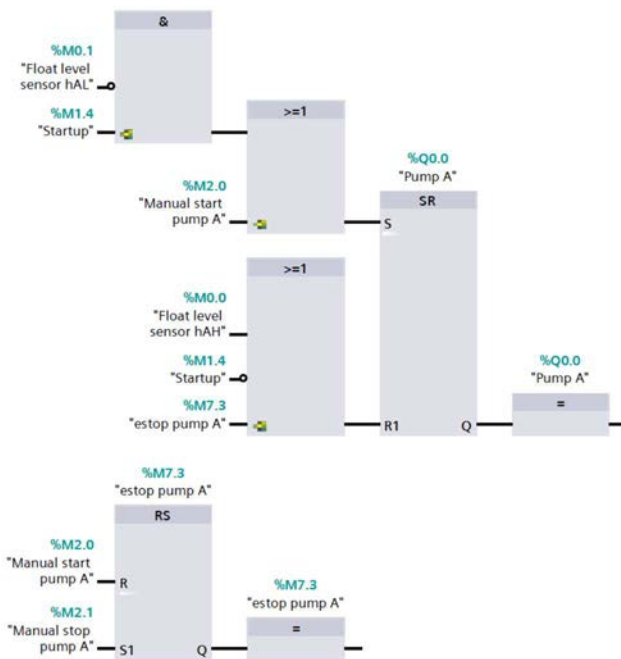 &
%M0.1
"Float level
sensor hAL"
%M1.4
"Startup"
>=1
%M2.0
"Manual start
pump A"
%Q0.0
"Pump A"
SR
S
>=1
%M0.0
"Float level
sensor hAH"
%M1.4
"Startup"
%M7.3
"estop pump A"
R1 Q
%Q0.0
"Pump A"
=
%M7.3
"estop pump A"
RS
%M2.0
"Manual start
pump A"
R
%M2.1
"Manual stop
pump A"
S1 Q
%M7.3
"estop pump A"
=